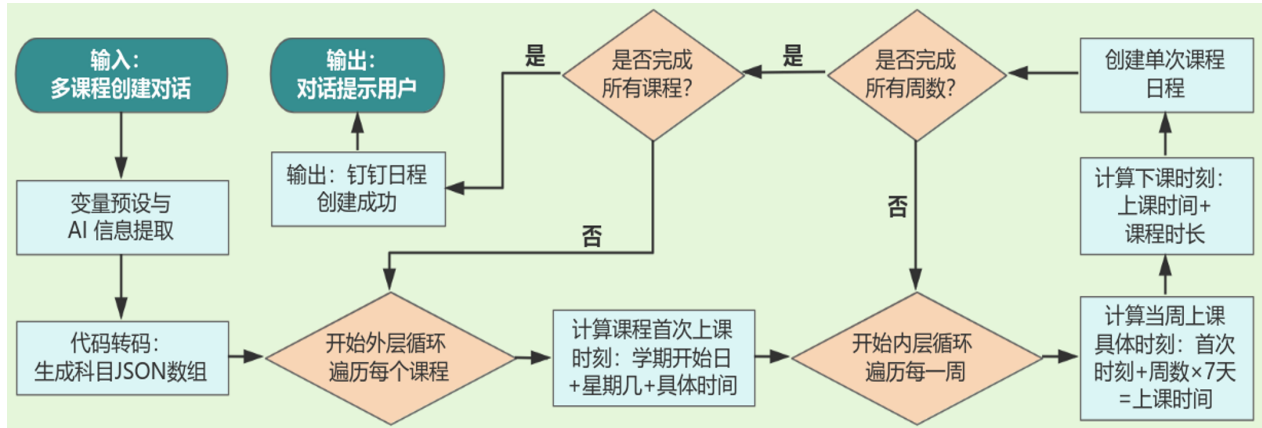 输入：
多课程创建对话
变量预设与
AI 信息提取
代码转码：
生成科目JSON数组
开始外层循环
遍历每个课程
计算课程首次上课
时刻：学期开始日
+星期几+具体时间
开始内层循环
遍历每一周
计算当周上课
具体时刻：首次
时刻+周数×7天
=上课时间
计算下课时刻：
上课时间+
课程时长
创建单次课程
日程
是否完成
所有周数？
否
是
是否完成
所有课程？
否
是
输出：钉钉日程
创建成功
输出：
对话提示用户